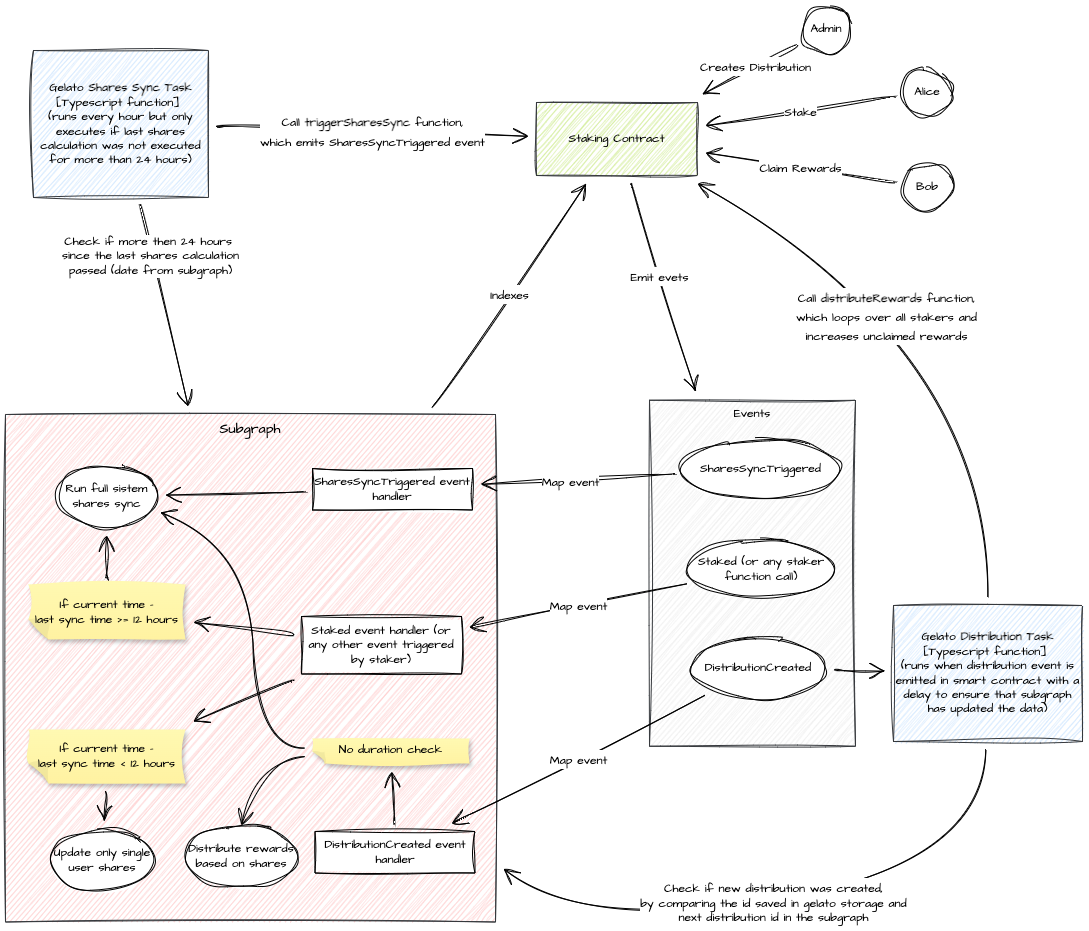 Admin
Creates Distribution
Alice
Stake
Claim Rewards
Bob
Gelato Shares Sync Task
[Typescript function]
(runs every hour but only
executes if last shares
calculation was not executed
for more than 24 hours)
Call triggerSharesSync function,
which emits SharesSyncTriggered event
Staking Contract
Check if more then 24 hours
since the last shares calculation
passed (date from subgraph)
Indexes
Emit evets
Call distributeRewards function,
which loops over all stakers and
increases unclaimed rewards
Subgraph
Run full sistem
shares sync
SharesSyncTriggered event
handler
Map event
Events
SharesSyncTriggered
Staked (or any staker
function call)
DistributionCreated
If current time -
last sync time >= 12 hours
Staked event handler (or
any other event triggered
by staker)
Map event
Gelato Distribution Task
[Typescript function]
(runs when distribution event is
emitted in smart contract with a
delay to ensure that subgraph
has updated the data)
If current time -
last sync time < 12 hours
No duration check
Map event
Update only single
user shares
Distribute rewards
based on shares
DistributionCreated event
handler
Check if new distribution was created,
by comparing the id saved in gelato storage and
next distribution id in the subgraph